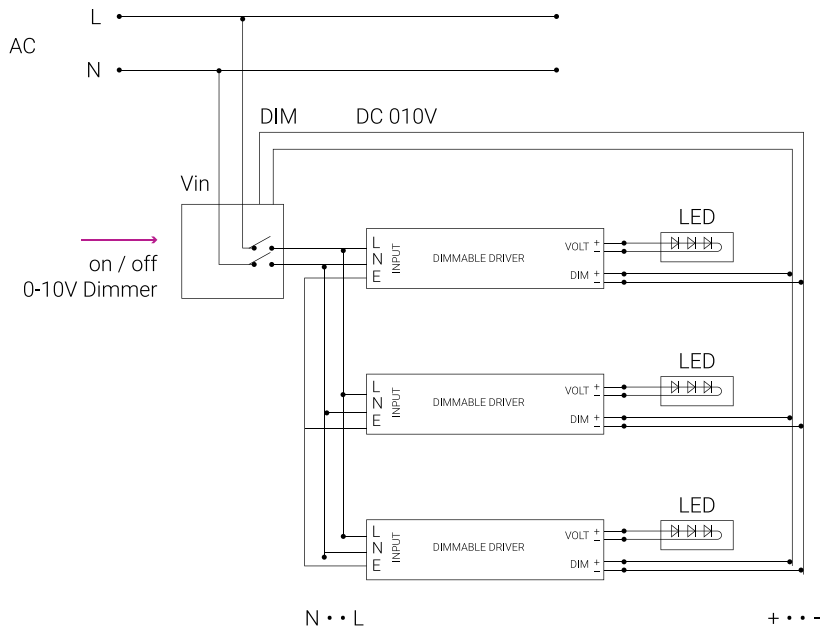 L
AC
N
DIM DC 010V
Vin
on / off
0-10V Dimmer
L
N
E
INPUT
DIMMABLE DRIVER
VOLT + -
DIM + -
LED
L
N
E
INPUT
DIMMABLE DRIVER
VOLT + -
DIM + -
LED
L
N
E
INPUT
DIMMABLE DRIVER
VOLT + -
DIM + -
LED
N • • L
+ • • -